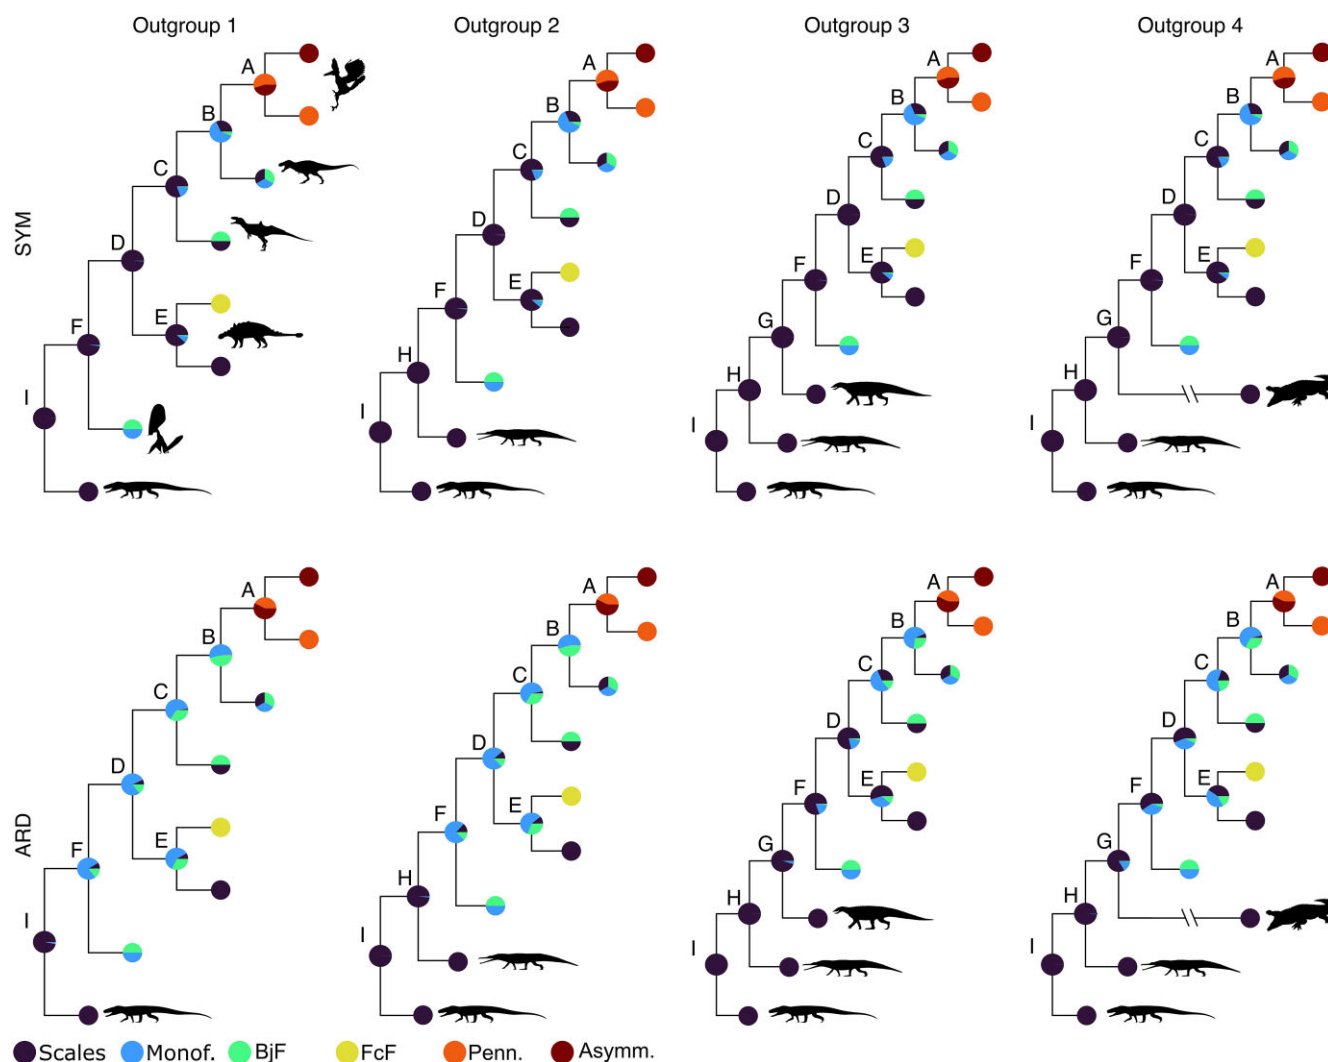 Outgroup 1 Outgroup 2 Outgroup 3 Outgroup 4
SYM
A B C D E F I
A B C D E F H I
A B C D E F G H I
A B C D E F G H I
ARD
A B C D E F I
A B C D E F H I
A B C D E F G H I
A B C D E F G H I
Scales Monof. BjF FcF Penn. Asymm.